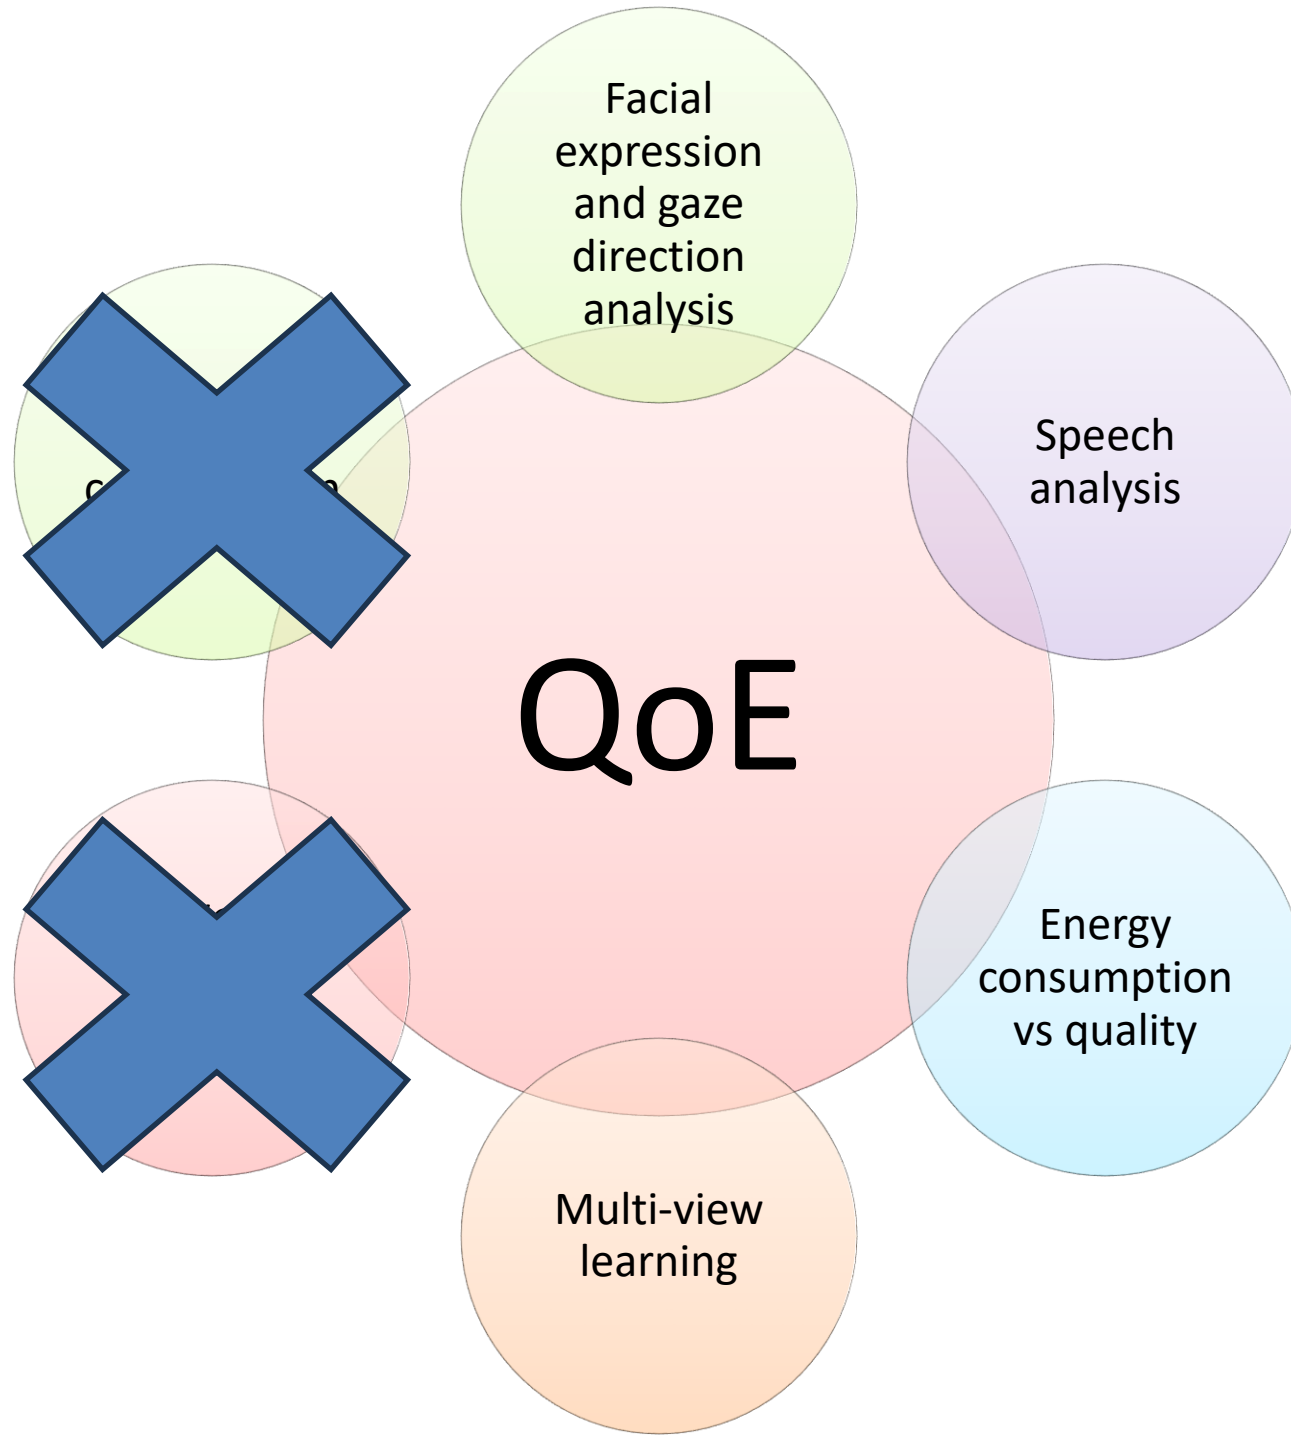 Facial
expression
and gaze
direction
analysis
Speech
analysis
QoE
Energy
consumption
vs quality
Multi-view
learning